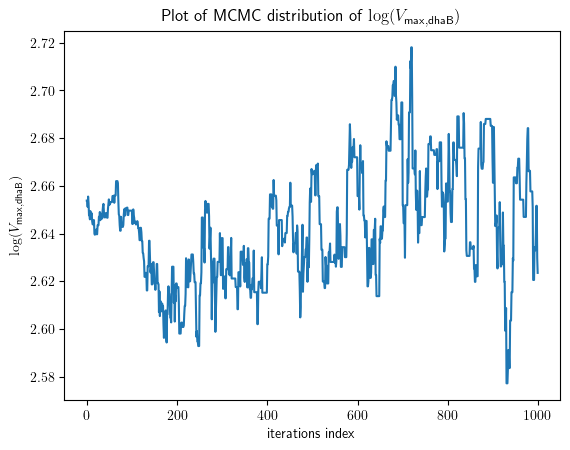 Plot of MCMC distribution of log(V_max,dhaB)
log(V_max,dhaB)
2.72
2.70
2.68
2.66
2.64
2.62
2.60
2.58
0 200 400 600 800 1000
iterations index